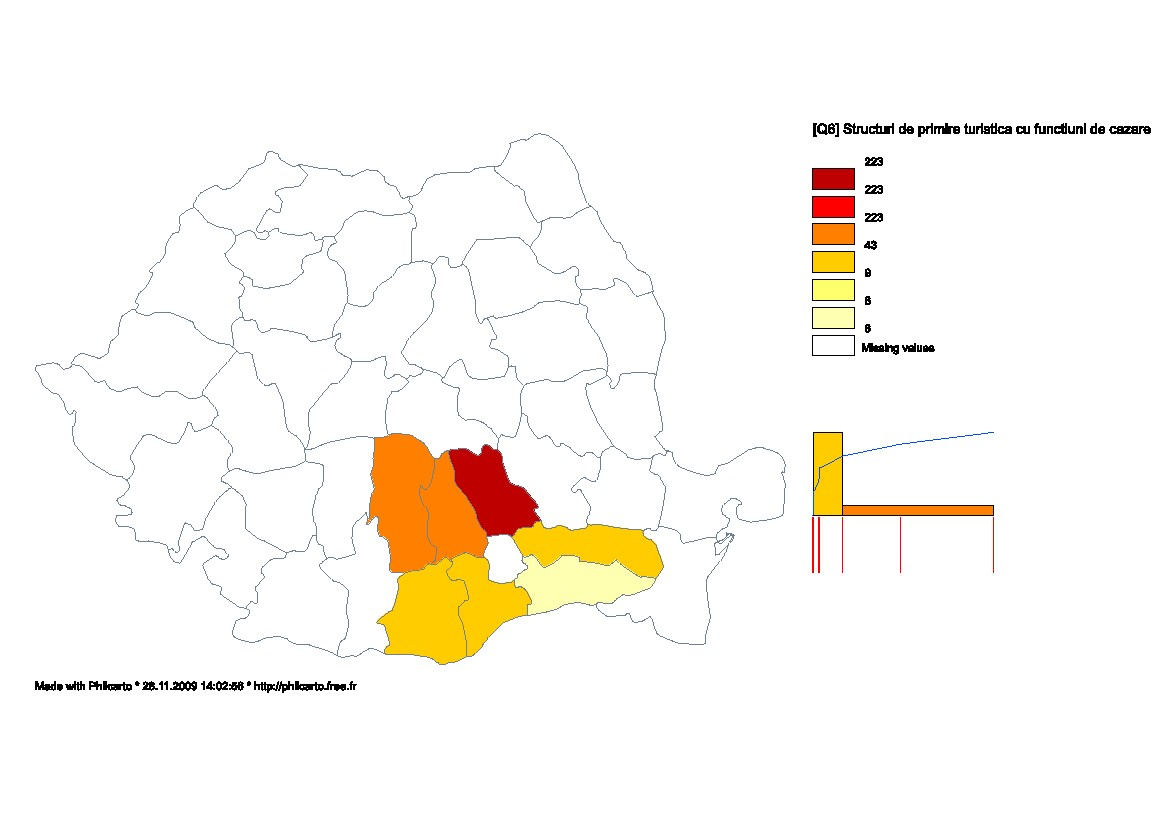 [Q6] Structuri de primire turistica cu functiuni de cazare
223
223
223
43
9
6
6
Missing values
Made with Philcarto * 26.11.2009 14:02:56 * http://philcarto.free.fr